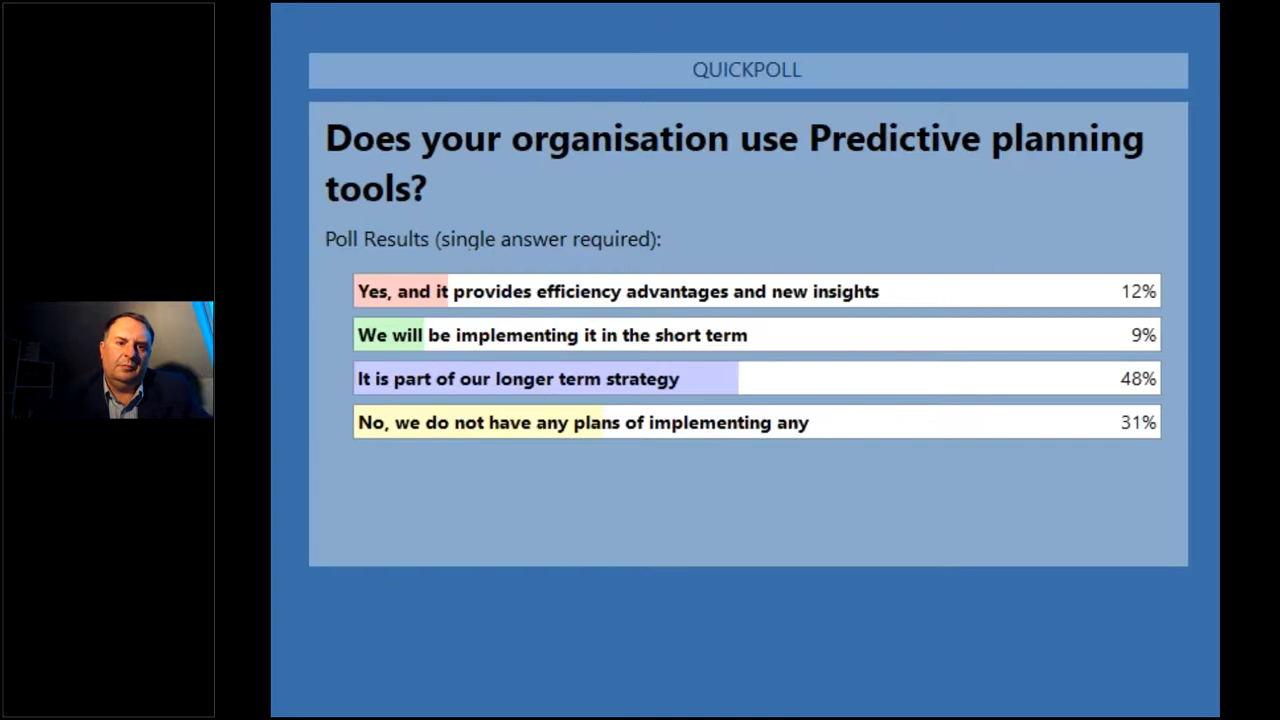 QUICKPOLL
Does your organisation use Predictive planning
tools?
Poll Results (single answer required):
Yes, and it provides efficiency advantages and new insights 12%
We will be implementing it in the short term 9%
It is part of our longer term strategy 48%
No, we do not have any plans of implementing any 31%